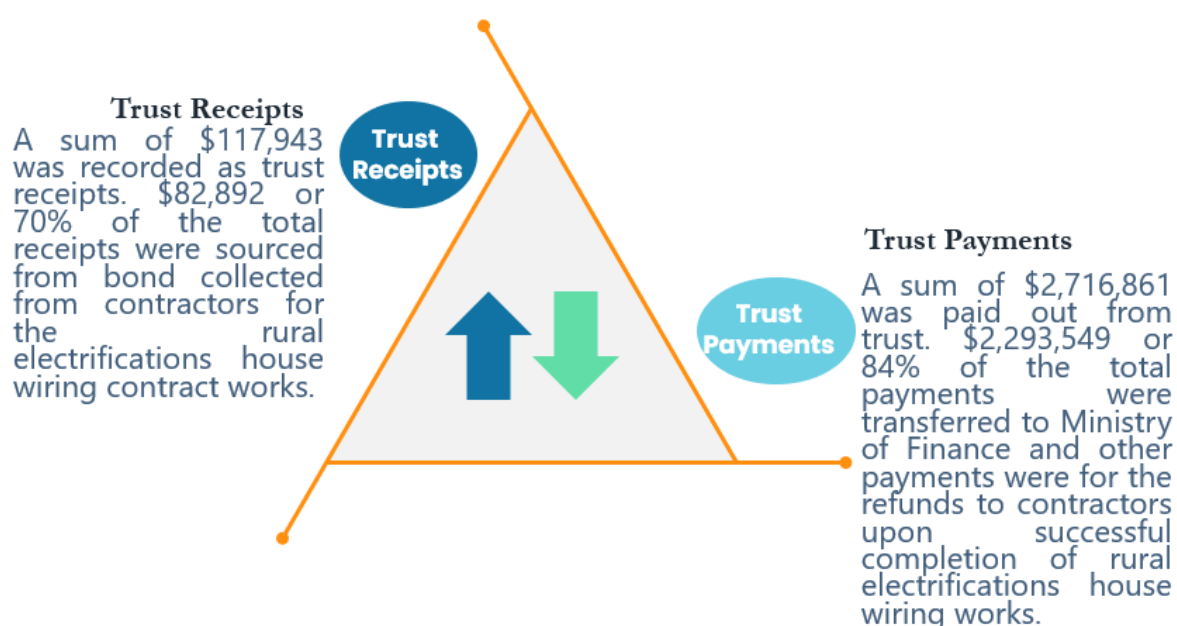 Trust Receipts
A sum of $117,943
was recorded as trust
receipts. $82,892 or
70% of the total
receipts were sourced
from bond collected
from contractors for
the rural
electrifications house
wiring contract works.
Trust
Receipts
Trust Payments
A sum of $2,716,861
was paid out from
trust. $2,293,549 or
84% of the total
payments were
transferred to Ministry
of Finance and other
payments were for the
refunds to contractors
upon successful
completion of rural
electrifications house
wiring works.
Trust
Payments